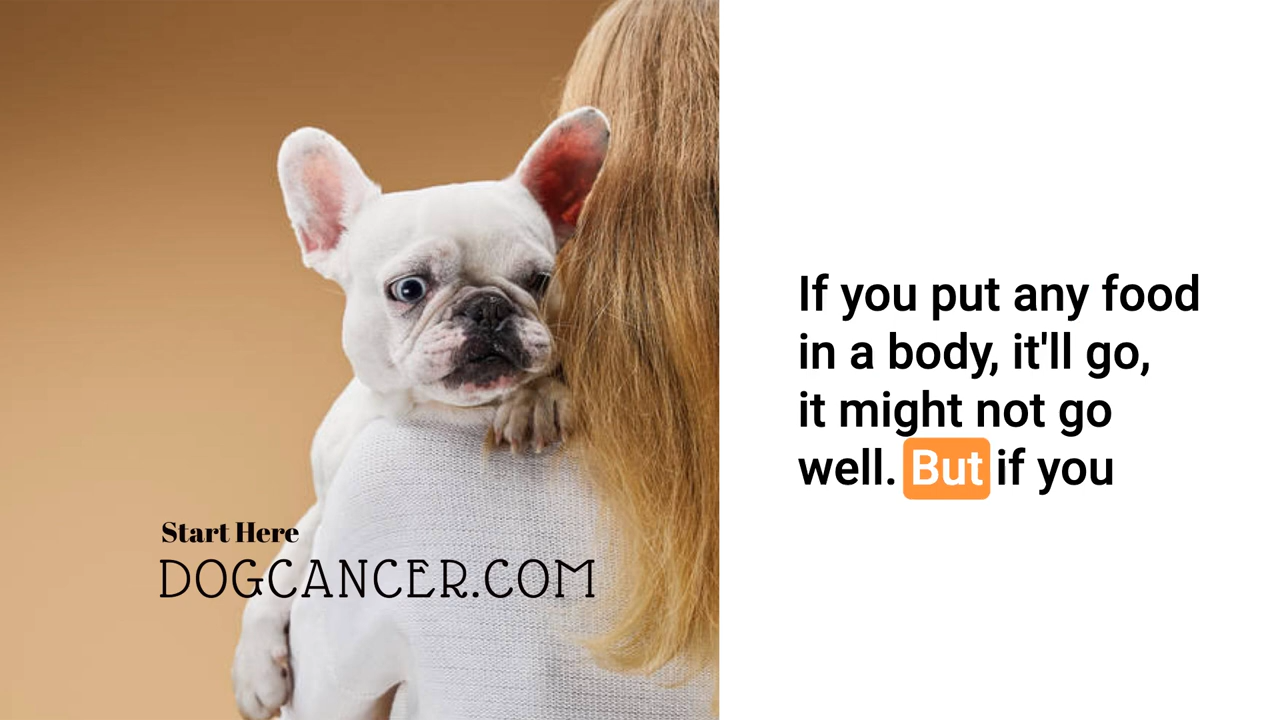 Start Here
DOGCANCER.COM
If you put any food
in a body, it'll go,
it might not go
well. But if you